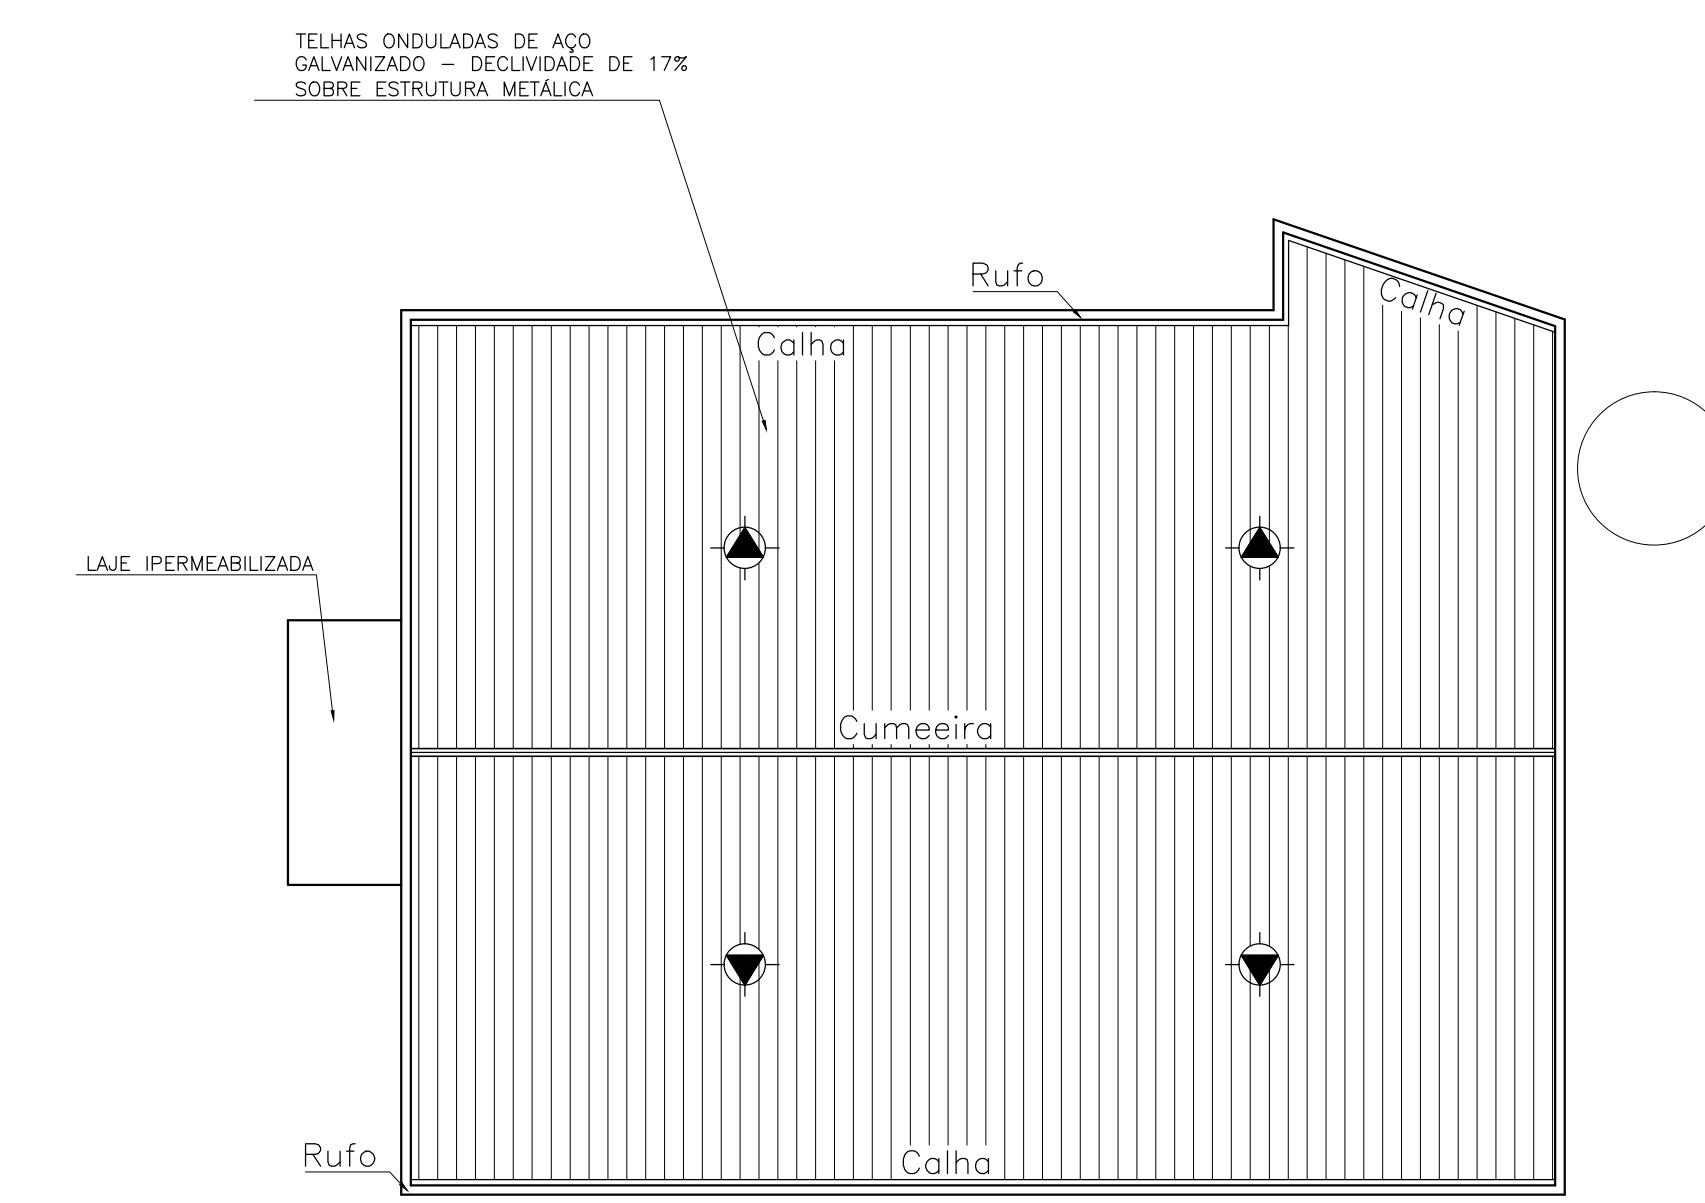 TELHAS ONDULADAS DE AÇO
GALVANIZADO – DECLIVIDADE DE 17%
SOBRE ESTRUTURA METÁLICA
Rufo
Calha
Calha
LAJE IPERMEABILIZADA
Cumeeira
Rufo
Calha